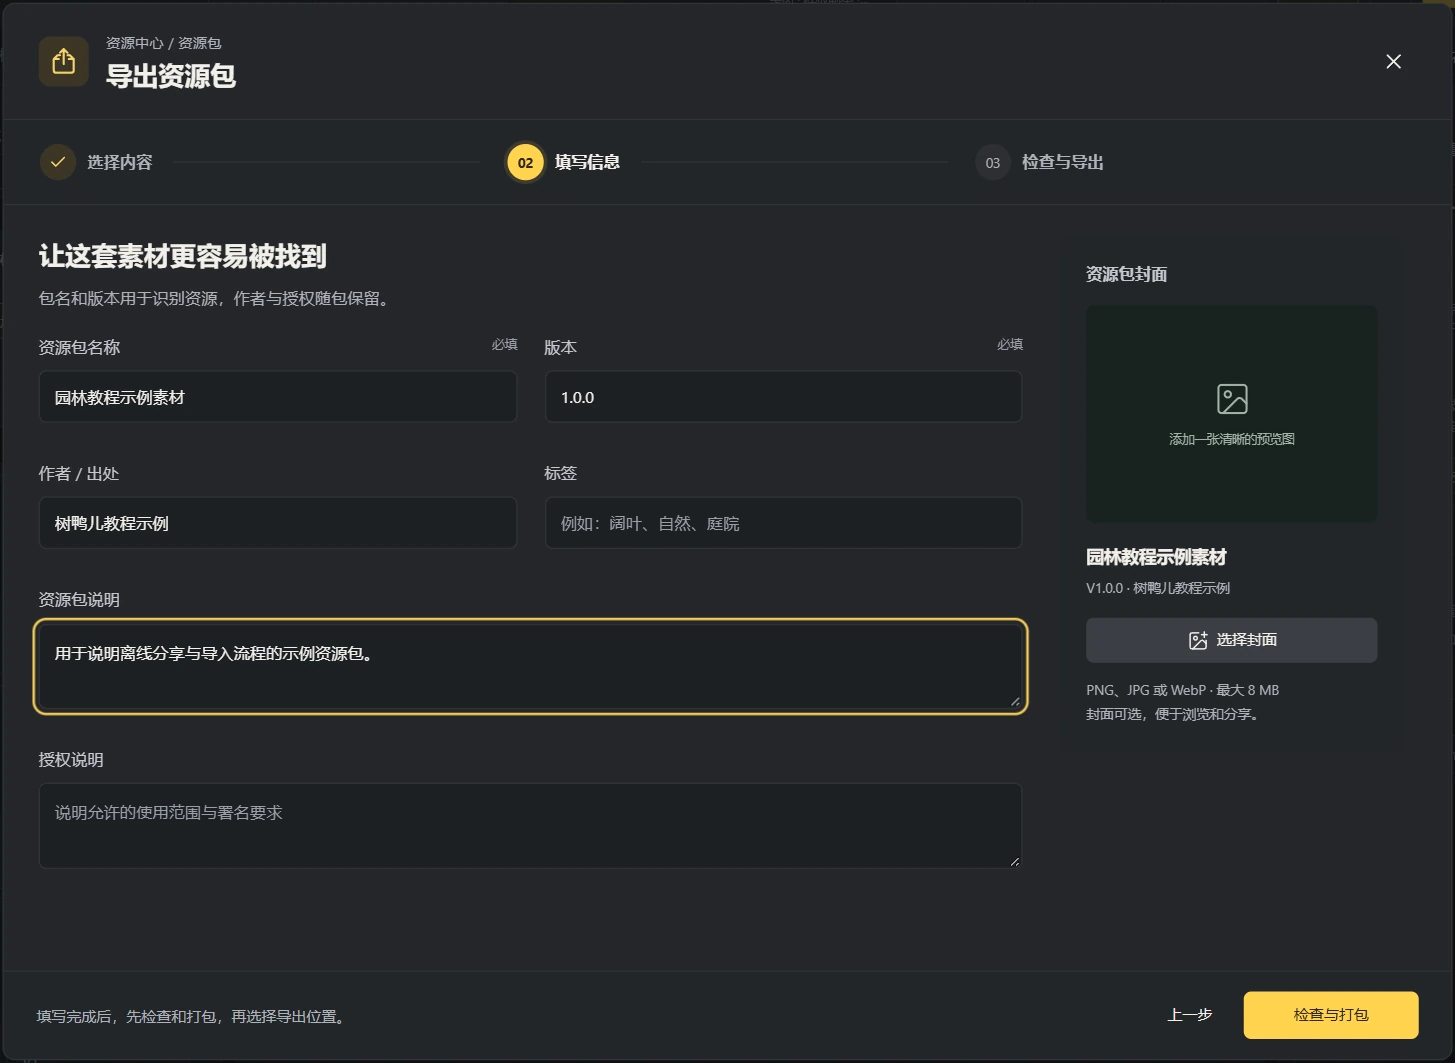 资源中心 / 资源包
导出资源包
选择内容
02 填写信息
03 检查与导出
让这套素材更容易被找到
包名和版本用于识别资源，作者与授权随包保留。
资源包名称 必填
园林教程示例素材
版本 必填
1.0.0
作者 / 出处
树鸭儿教程示例
标签
例如：阔叶、自然、庭院
资源包说明
用于说明离线分享与导入流程的示例资源包。
授权说明
说明允许的使用范围与署名要求
资源包封面
添加一张清晰的预览图
园林教程示例素材
V1.0.0 · 树鸭儿教程示例
选择封面
PNG、JPG 或 WebP · 最大 8 MB
封面可选，便于浏览和分享。
填写完成后，先检查和打包，再选择导出位置。
上一步
检查与打包